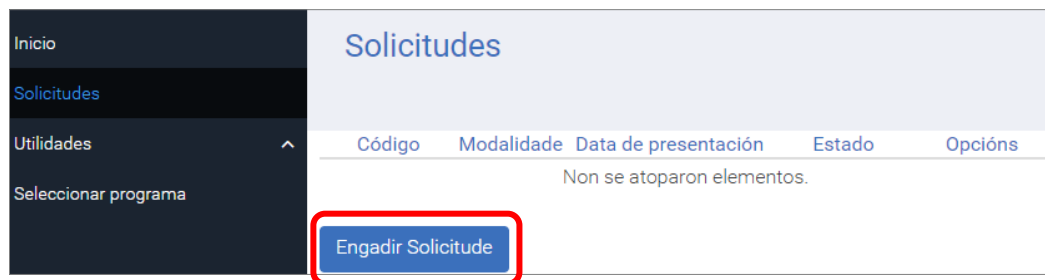 Inicio
Solicitudes
Utilidades
Seleccionar programa
Solicitudes
Código Modalidade Data de presentación Estado Opcións
Non se atoparon elementos.
Engadir Solicitude